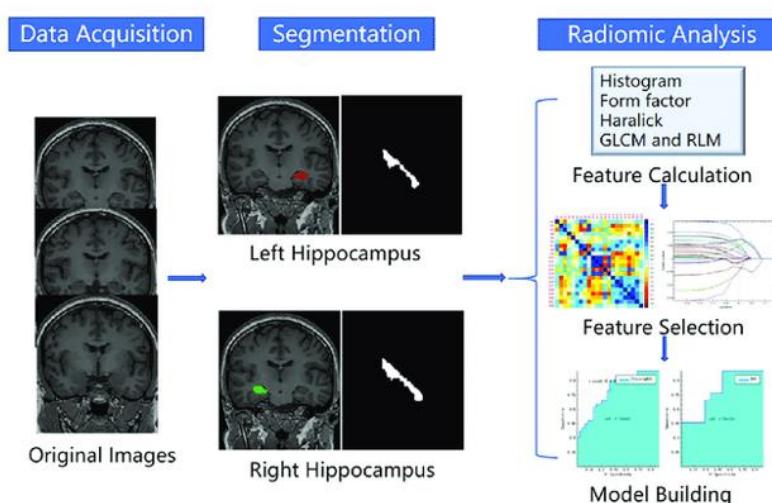 Data Acquisition
Segmentation
Radiomic Analysis
Histogram
Form factor
Haralick
GLCM and RLM
Feature Calculation
Left Hippocampus
Feature Selection
Original Images
Right Hippocampus
Model Building